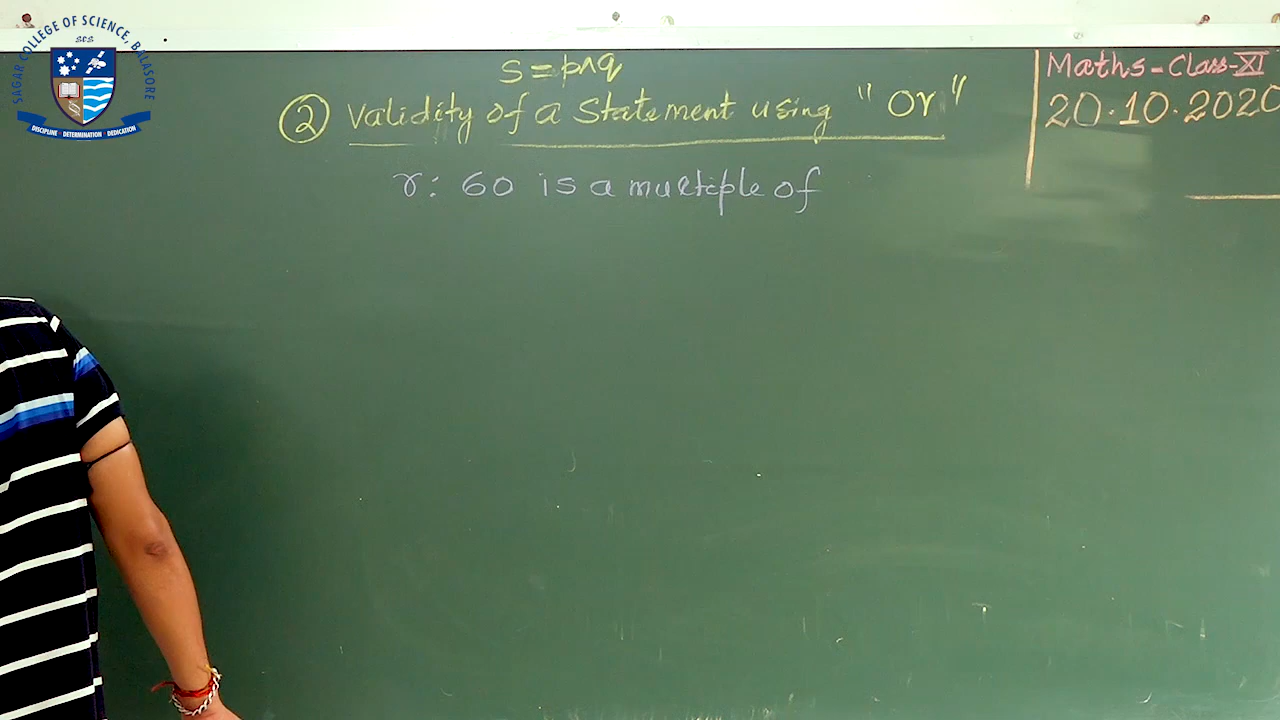 SAGAR COLLEGE OF SCIENCE, BALASORE
SCS
DISCIPLINE - DETERMINATION - DEDICATION
S = p∧q
② Validity of a Statement using "Or"
r: 60 is a multiple of
Maths - Class - XI
20.10.2020